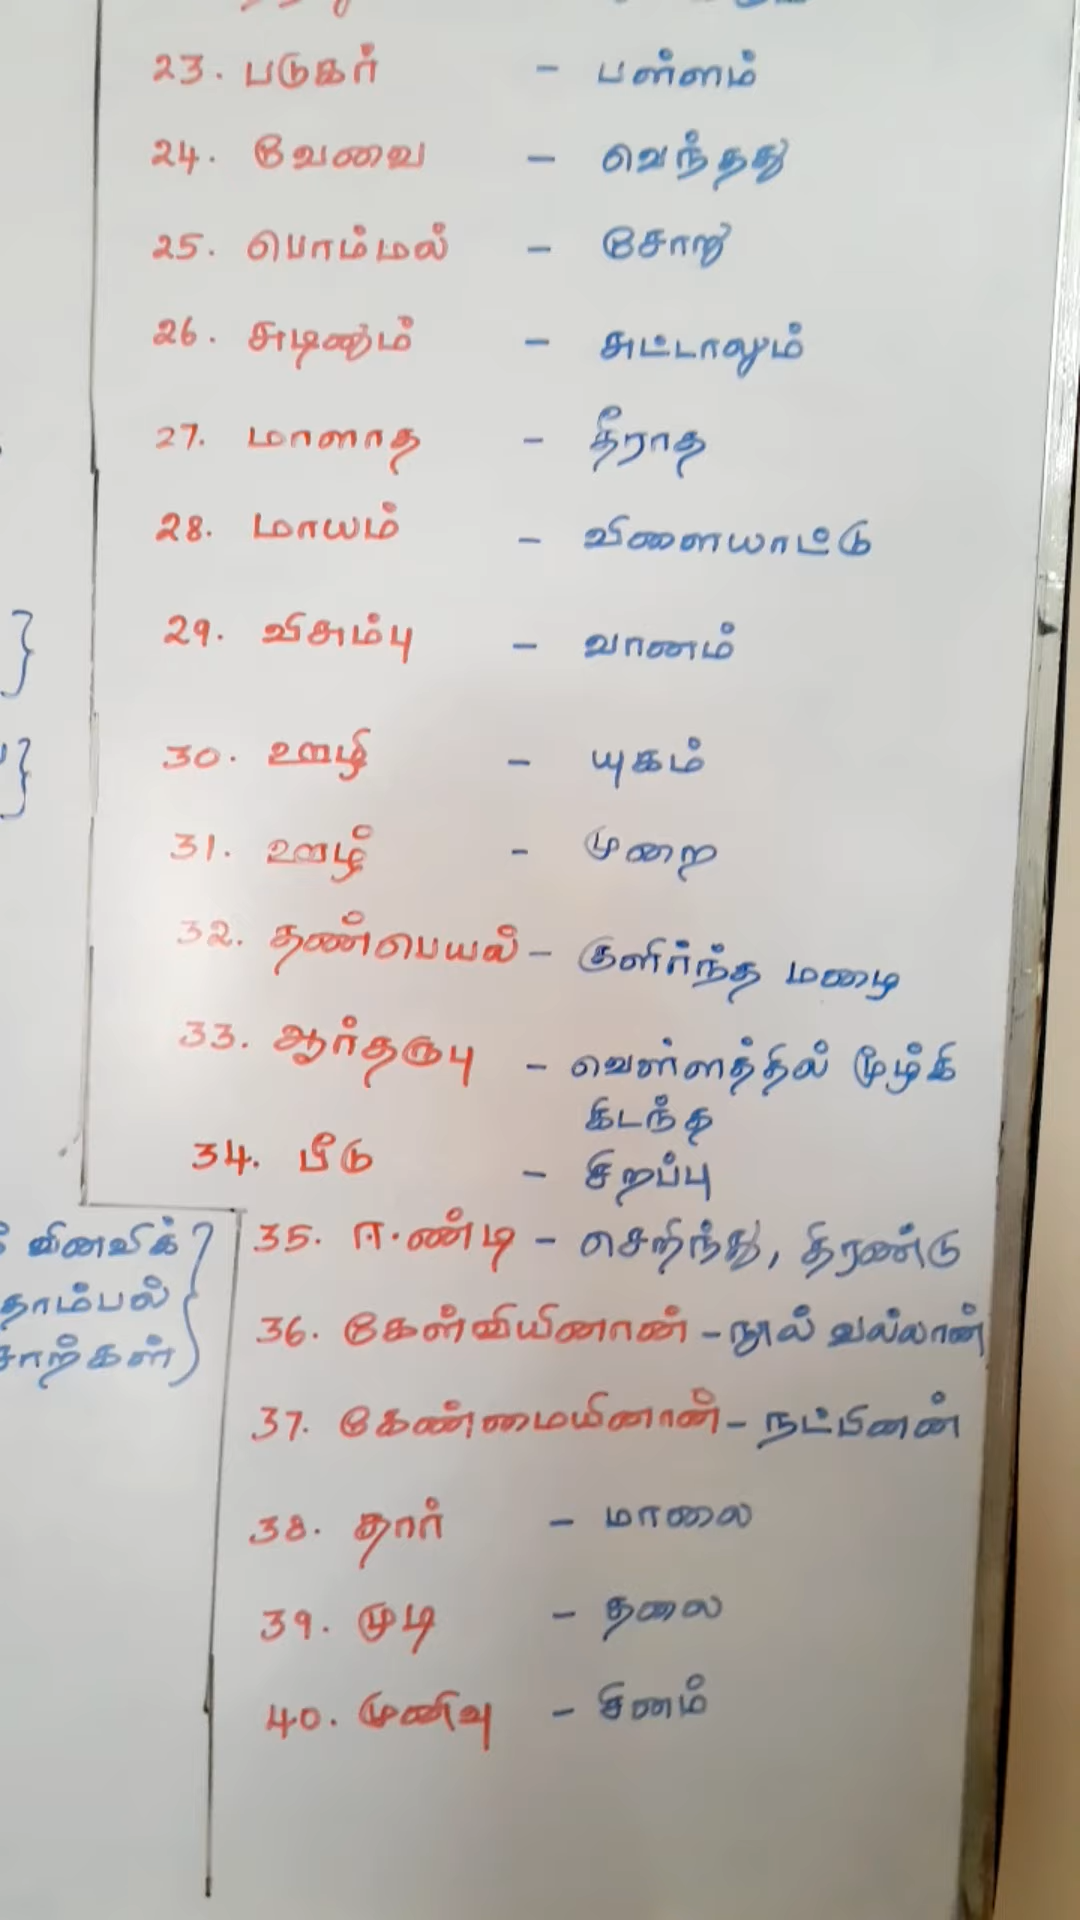 23. படுகர் - பள்ளம்
24. வேவை - வெந்தது
25. பொம்மல் - சோறு
26. சுடினும் - சுட்டாலும்
27. மாளாத - தீராத
28. மாயம் - விளையாட்டு
29. விசும்பு - வானம்
30. ஊழி - யுகம்
31. ஊழ் - முறை
32. தண்பெயல் - குளிர்ந்த மழை
33. ஆர்தருபு - வெள்ளத்தில் மூழ்கி
கிடந்த
34. பீடு - சிறப்பு
35. ஈண்டி - செறிந்து, திரண்டு
36. கேள்வியினான் - நூல் வல்லான்
37. கேண்மையினான் - நட்பினன்
38. தார் - மாலை
39. முடி - தலை
40. முனிவு - சினம்
வினவிக்